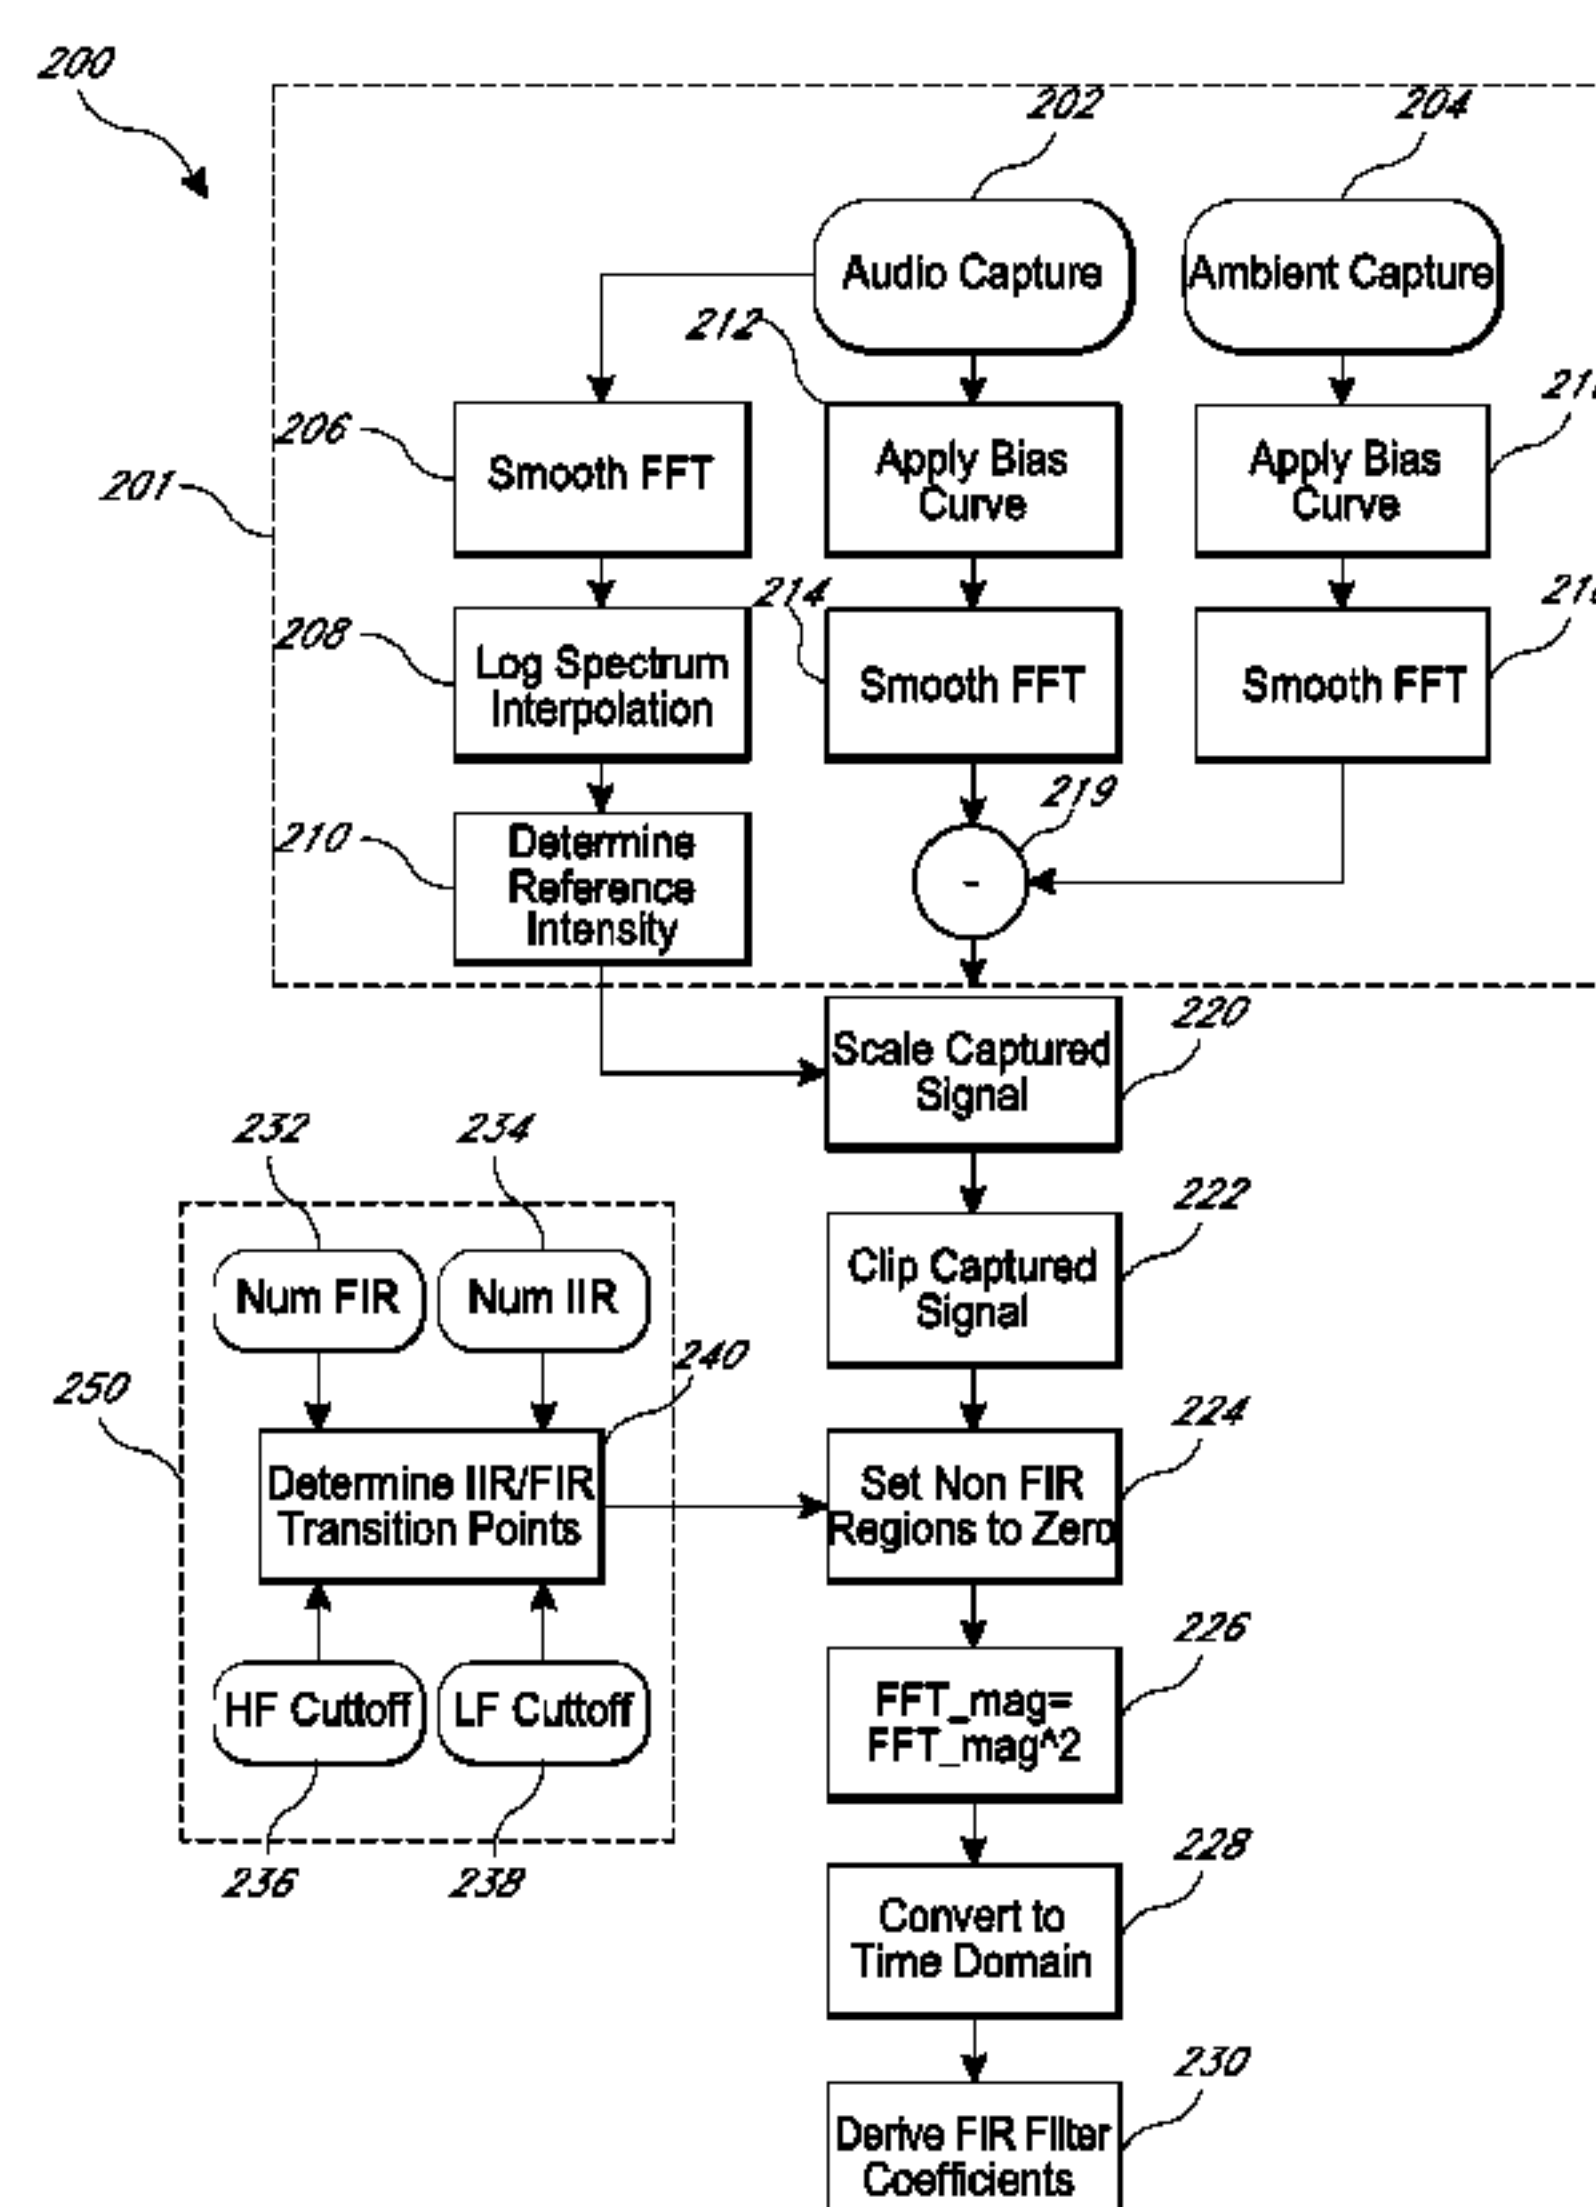 200
202
204
Audio Capture
Ambient Capture
212
206
Smooth FFT
Apply Bias
Curve
Apply Bias
Curve
201
214
208
Log Spectrum
Interpolation
Smooth FFT
Smooth FFT
219
210
Determine
Reference
Intensity
-
220
Scale Captured
Signal
232
234
222
Num FIR
Num IIR
Clip Captured
Signal
240
250
224
Determine IIR/FIR
Transition Points
Set Non FIR
Regions to Zero
226
HF Cuttoff
LF Cuttoff
FFT_mag=
FFT_mag^2
236
238
228
Convert to
Time Domain
230
Derive FIR Filter
Coefficients